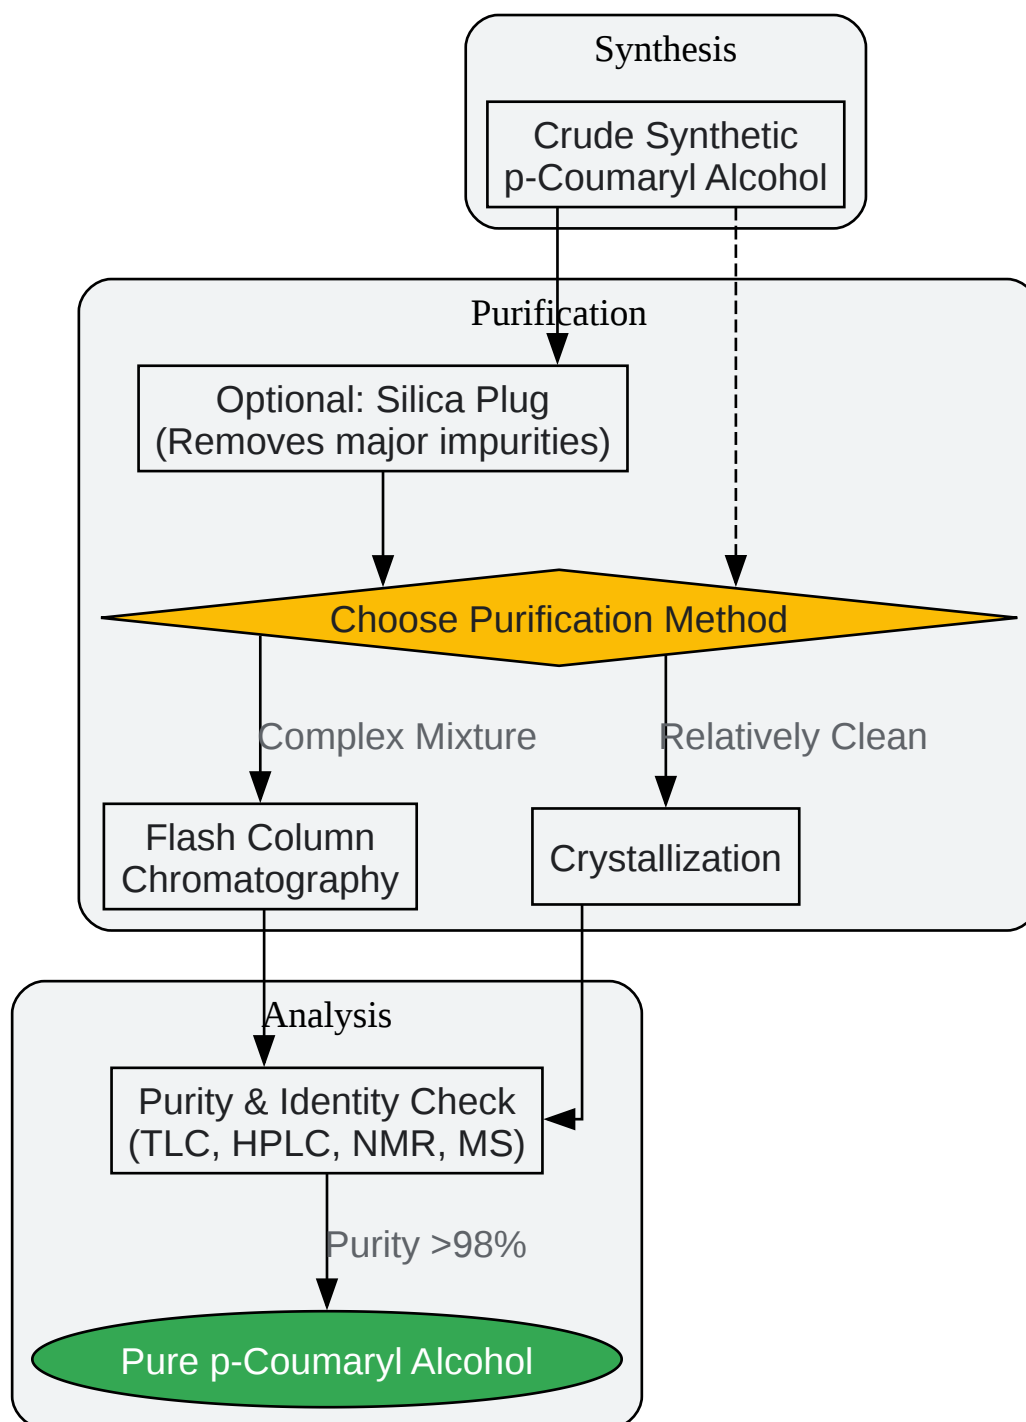 Synthesis
Crude Synthetic
p-Coumaryl Alcohol
Purification
Optional: Silica Plug
(Removes major impurities)
Choose Purification Method
Complex Mixture
Relatively Clean
Flash Column
Chromatography
Crystallization
Analysis
Purity & Identity Check
(TLC, HPLC, NMR, MS)
Purity >98%
Pure p-Coumaryl Alcohol